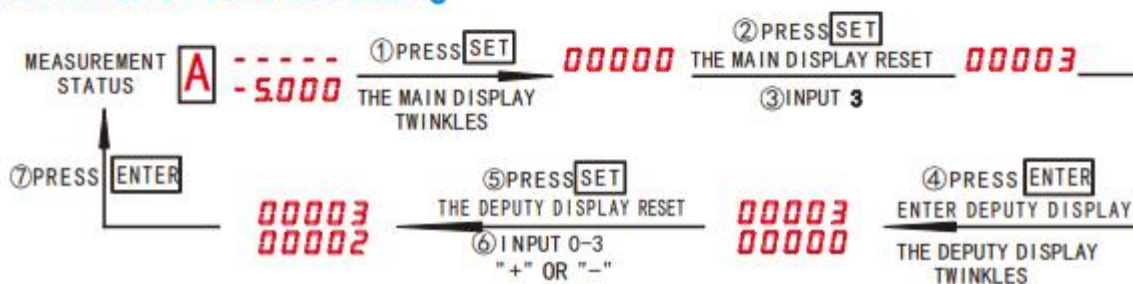 MEASUREMENT STATUS
A
-----
-5.000
①PRESS SET
THE MAIN DISPLAY
TWINKLES
00000
②PRESS SET
THE MAIN DISPLAY RESET
③INPUT 3
00003
④PRESS ENTER
ENTER DEPUTY DISPLAY
THE DEPUTY DISPLAY
TWINKLES
00003
00000
⑤PRESS SET
THE DEPUTY DISPLAY RESET
⑥INPUT 0-3
"+" OR "-"
00003
00002
⑦PRESS ENTER